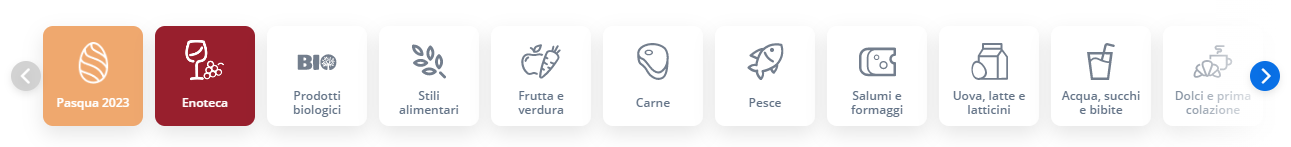 Pasqua 2023
Enoteca
BIO
Prodotti
biologici
Stili
alimentari
Frutta e
verdura
Carne
Pesce
Salumi e
formaggi
Uova, latte e
latticini
Acqua, succhi
e bibite
Dolci e prima
colazione